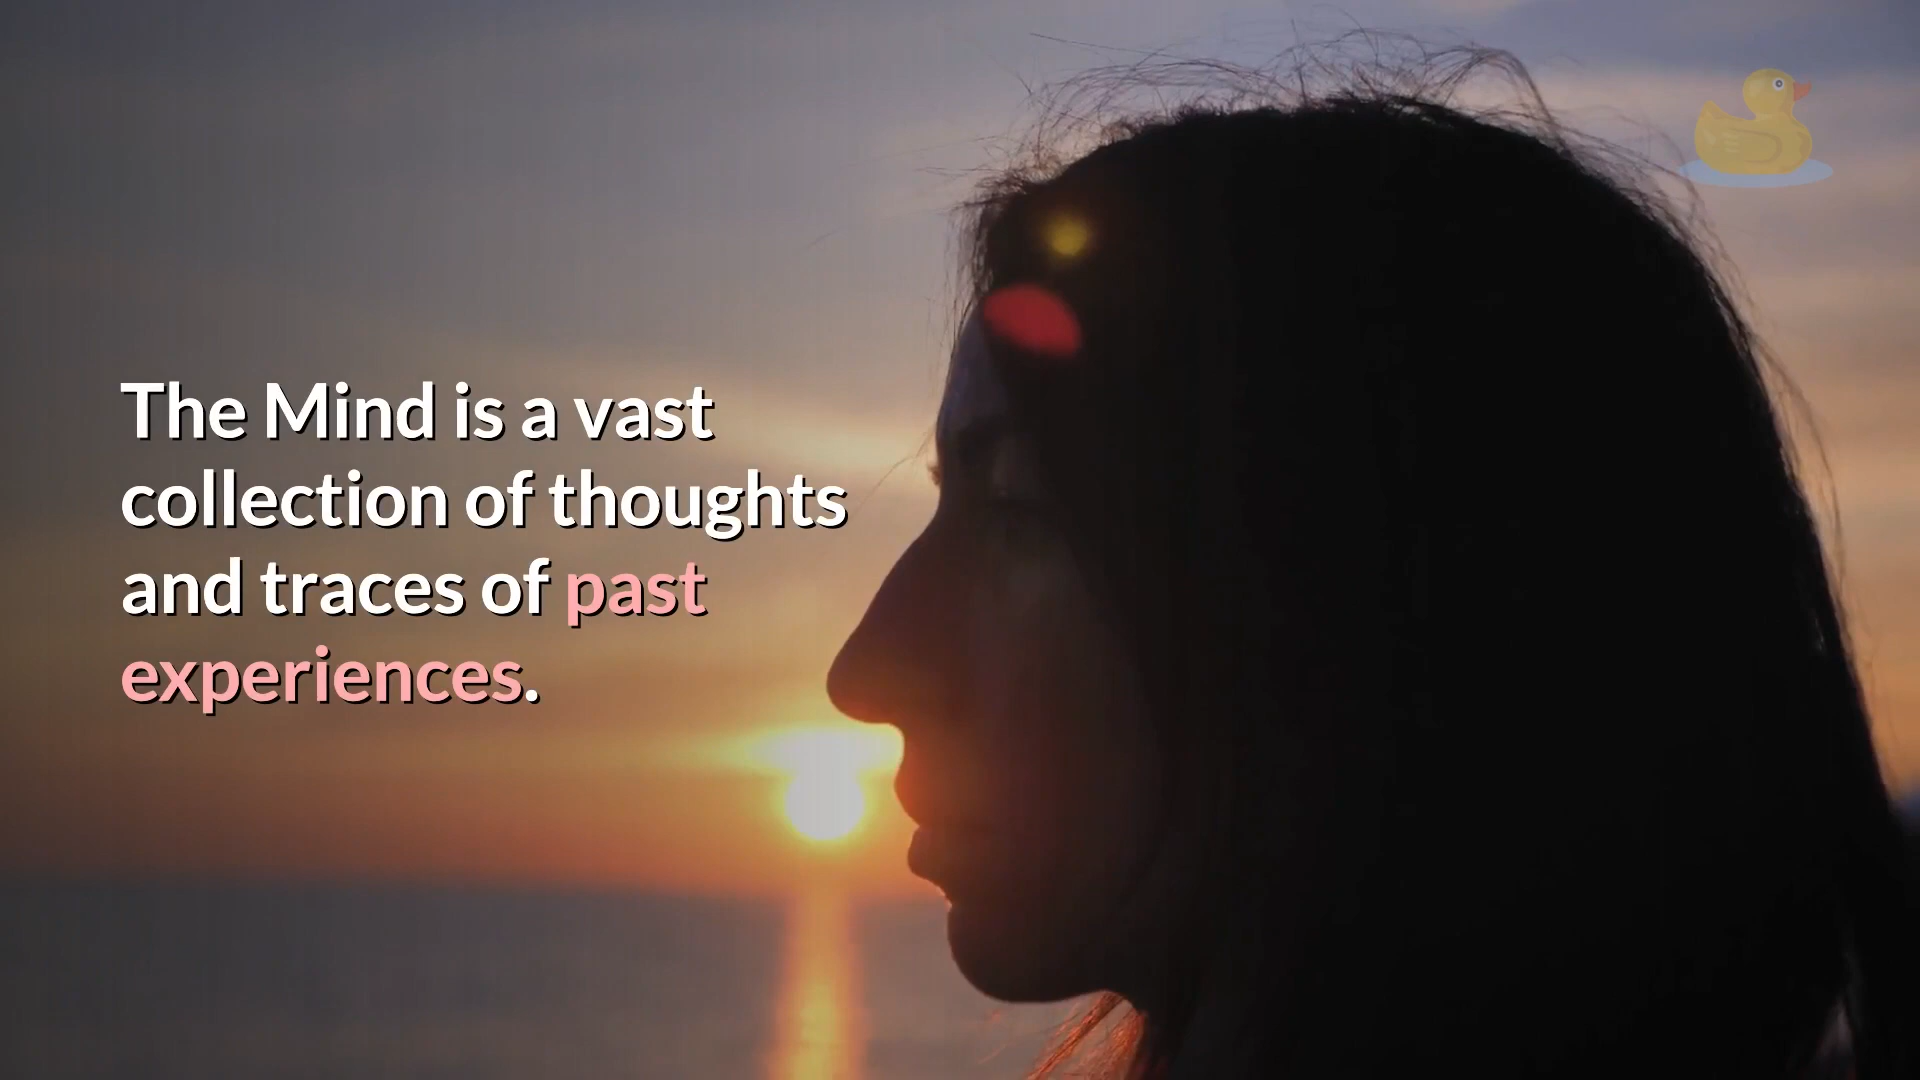 The Mind is a vast
collection of thoughts
and traces of past
experiences.